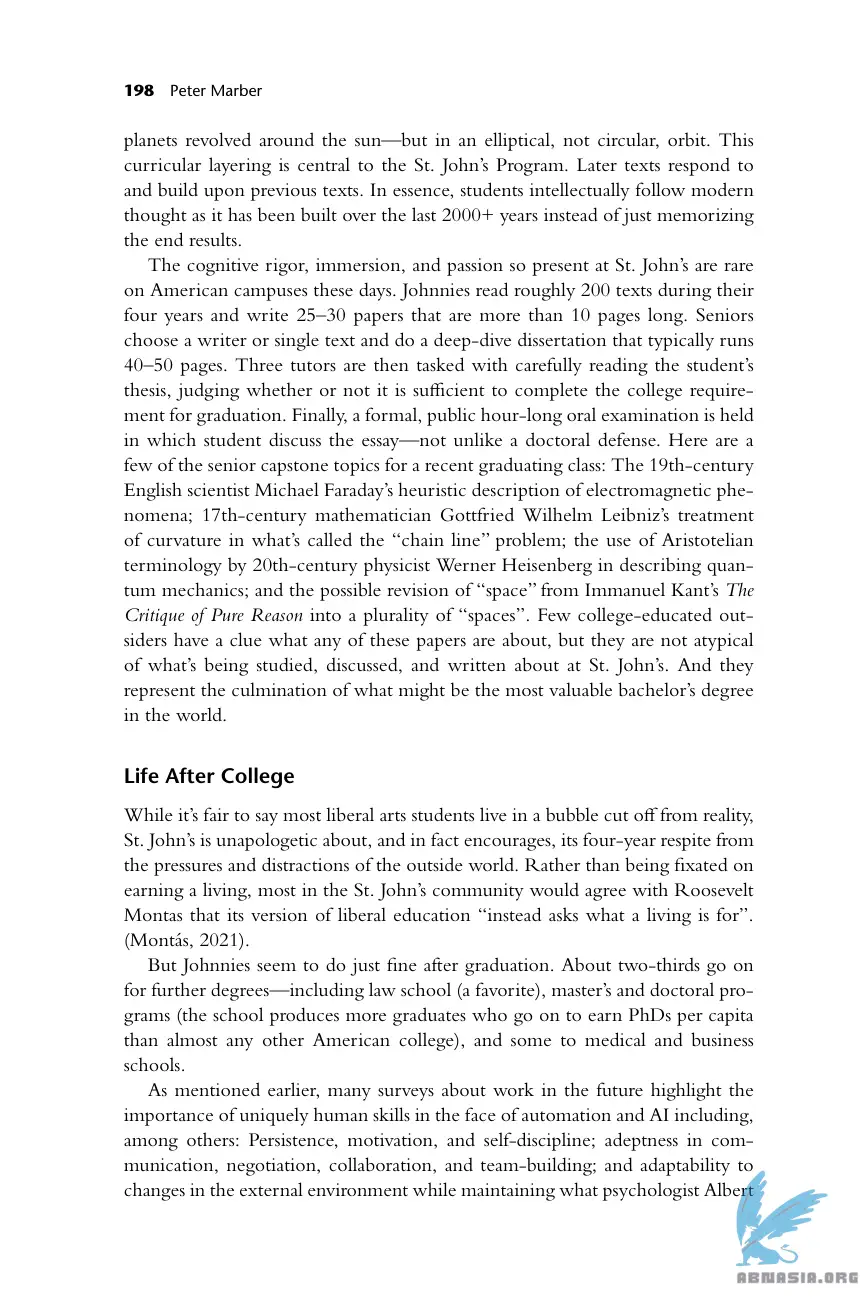 198 Peter Marber
planets revolved around the sun—but in an elliptical, not circular, orbit. This
curricular layering is central to the St. John’s Program. Later texts respond to
and build upon previous texts. In essence, students intellectually follow modern
thought as it has been built over the last 2000+ years instead of just memorizing
the end results.
The cognitive rigor, immersion, and passion so present at St. John’s are rare
on American campuses these days. Johnnies read roughly 200 texts during their
four years and write 25–30 papers that are more than 10 pages long. Seniors
choose a writer or single text and do a deep-dive dissertation that typically runs
40–50 pages. Three tutors are then tasked with carefully reading the student’s
thesis, judging whether or not it is sufficient to complete the college require-
ment for graduation. Finally, a formal, public hour-long oral examination is held
in which student discuss the essay—not unlike a doctoral defense. Here are a
few of the senior capstone topics for a recent graduating class: The 19th-century
English scientist Michael Faraday’s heuristic description of electromagnetic phe-
nomena; 17th-century mathematician Gottfried Wilhelm Leibniz’s treatment
of curvature in what’s called the “chain line” problem; the use of Aristotelian
terminology by 20th-century physicist Werner Heisenberg in describing quan-
tum mechanics; and the possible revision of “space” from Immanuel Kant’s The
Critique of Pure Reason into a plurality of “spaces”. Few college-educated out-
siders have a clue what any of these papers are about, but they are not atypical
of what’s being studied, discussed, and written about at St. John’s. And they
represent the culmination of what might be the most valuable bachelor’s degree
in the world.
Life After College
While it’s fair to say most liberal arts students live in a bubble cut off from reality,
St. John’s is unapologetic about, and in fact encourages, its four-year respite from
the pressures and distractions of the outside world. Rather than being fixated on
earning a living, most in the St. John’s community would agree with Roosevelt
Montas that its version of liberal education “instead asks what a living is for”.
(Montás, 2021).
But Johnnies seem to do just fine after graduation. About two-thirds go on
for further degrees—including law school (a favorite), master’s and doctoral pro-
grams (the school produces more graduates who go on to earn PhDs per capita
than almost any other American college), and some to medical and business
schools.
As mentioned earlier, many surveys about work in the future highlight the
importance of uniquely human skills in the face of automation and AI including,
among others: Persistence, motivation, and self-discipline; adeptness in com-
munication, negotiation, collaboration, and team-building; and adaptability to
changes in the external environment while maintaining what psychologist Albert
ABNASIA.ORG